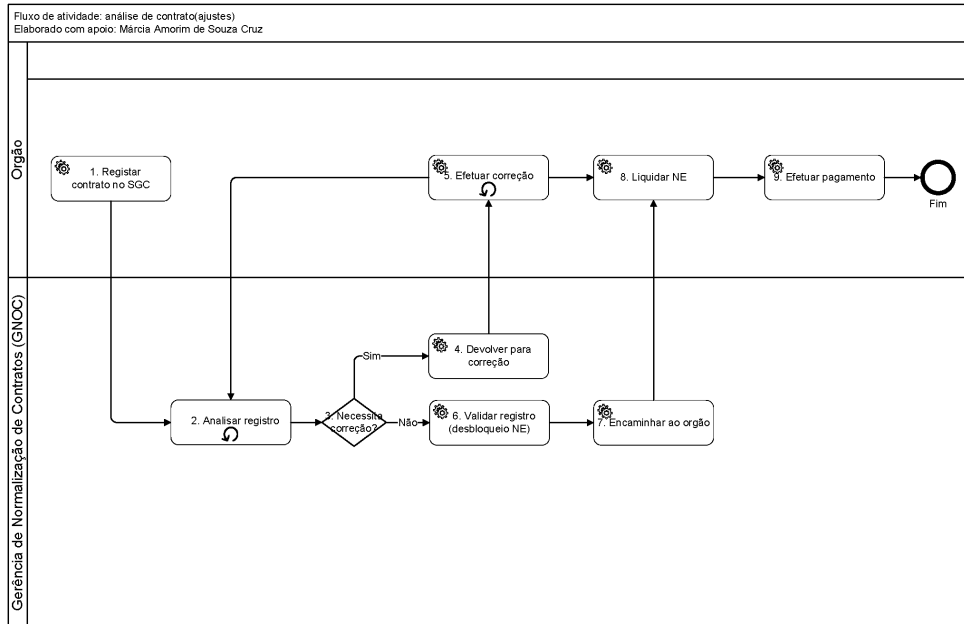 Fluxo de atividade: análise de contrato(ajustes)
Elaborado com apoio: Márcia Amorim de Souza Cruz
Orgão
1. Registar
contrato no SGC
5. Efetuar correção
8. Liquidar NE
9. Efetuar pagamento
Fim
Gerência de Normalização de Contratos (GNOC)
Sim
4. Devolver para
correção
2. Analisar registro
3. Necessita
correção?
Não
6. Validar registro
(desbloqueio NE)
7. Encaminhar ao orgão